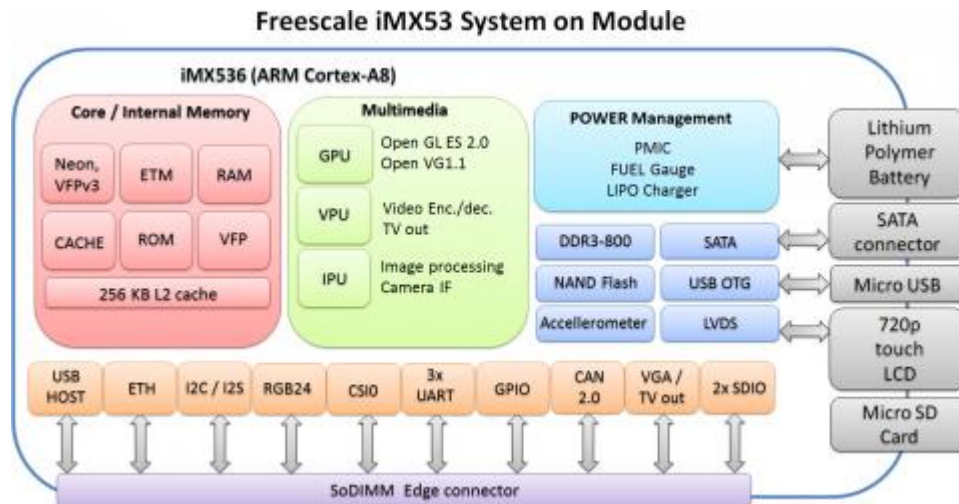 Freescale iMX53 System on Module
iMX536 (ARM Cortex-A8)
Core / Internal Memory
Neon,
VFPv3
ETM
RAM
CACHE
ROM
VFP
256 KB L2 cache
Multimedia
GPU
Open GL ES 2.0
Open VG1.1
VPU
Video Enc./dec.
TV out
IPU
Image processing
Camera IF
POWER Management
PMIC
FUEL Gauge
LIPO Charger
DDR3-800
SATA
NAND Flash
USB OTG
Accellerometer
LVDS
Lithium
Polymer
Battery
SATA
connector
Micro USB
720p
touch
LCD
Micro SD
Card
USB
HOST
ETH
I2C / I2S
RGB24
CSI0
3x
UART
GPIO
CAN
2.0
VGA /
TV out
2x SDIO
SoDIMM Edge connector